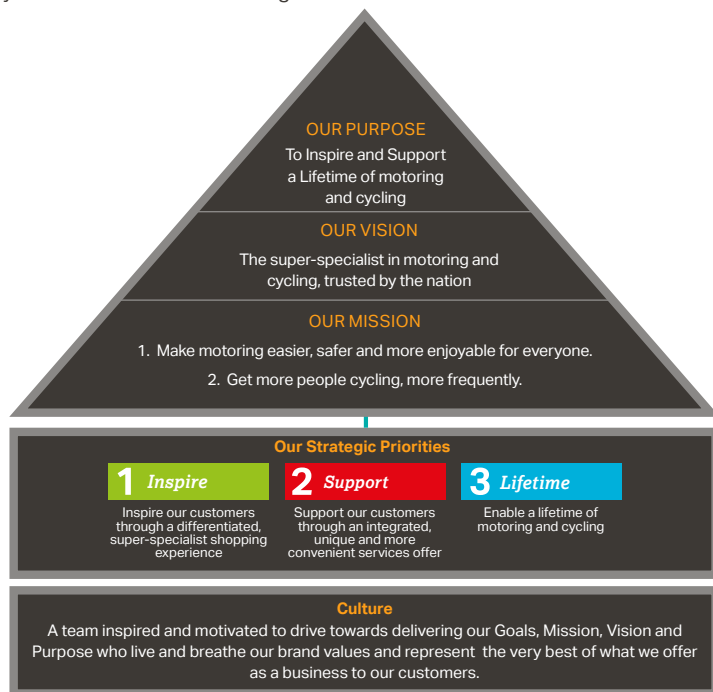 OUR PURPOSE
To Inspire and Support
a Lifetime of motoring
and cycling
OUR VISION
The super-specialist in motoring and
cycling, trusted by the nation
OUR MISSION
1. Make motoring easier, safer and more enjoyable for everyone.
2. Get more people cycling, more frequently.
Our Strategic Priorities
1 Inspire
Inspire our customers
through a differentiated,
super-specialist shopping
experience
2 Support
Support our customers
through an integrated,
unique and more
convenient services offer
3 Lifetime
Enable a lifetime of
motoring and cycling
Culture
A team inspired and motivated to drive towards delivering our Goals, Mission, Vision and
Purpose who live and breathe our brand values and represent the very best of what we offer
as a business to our customers.